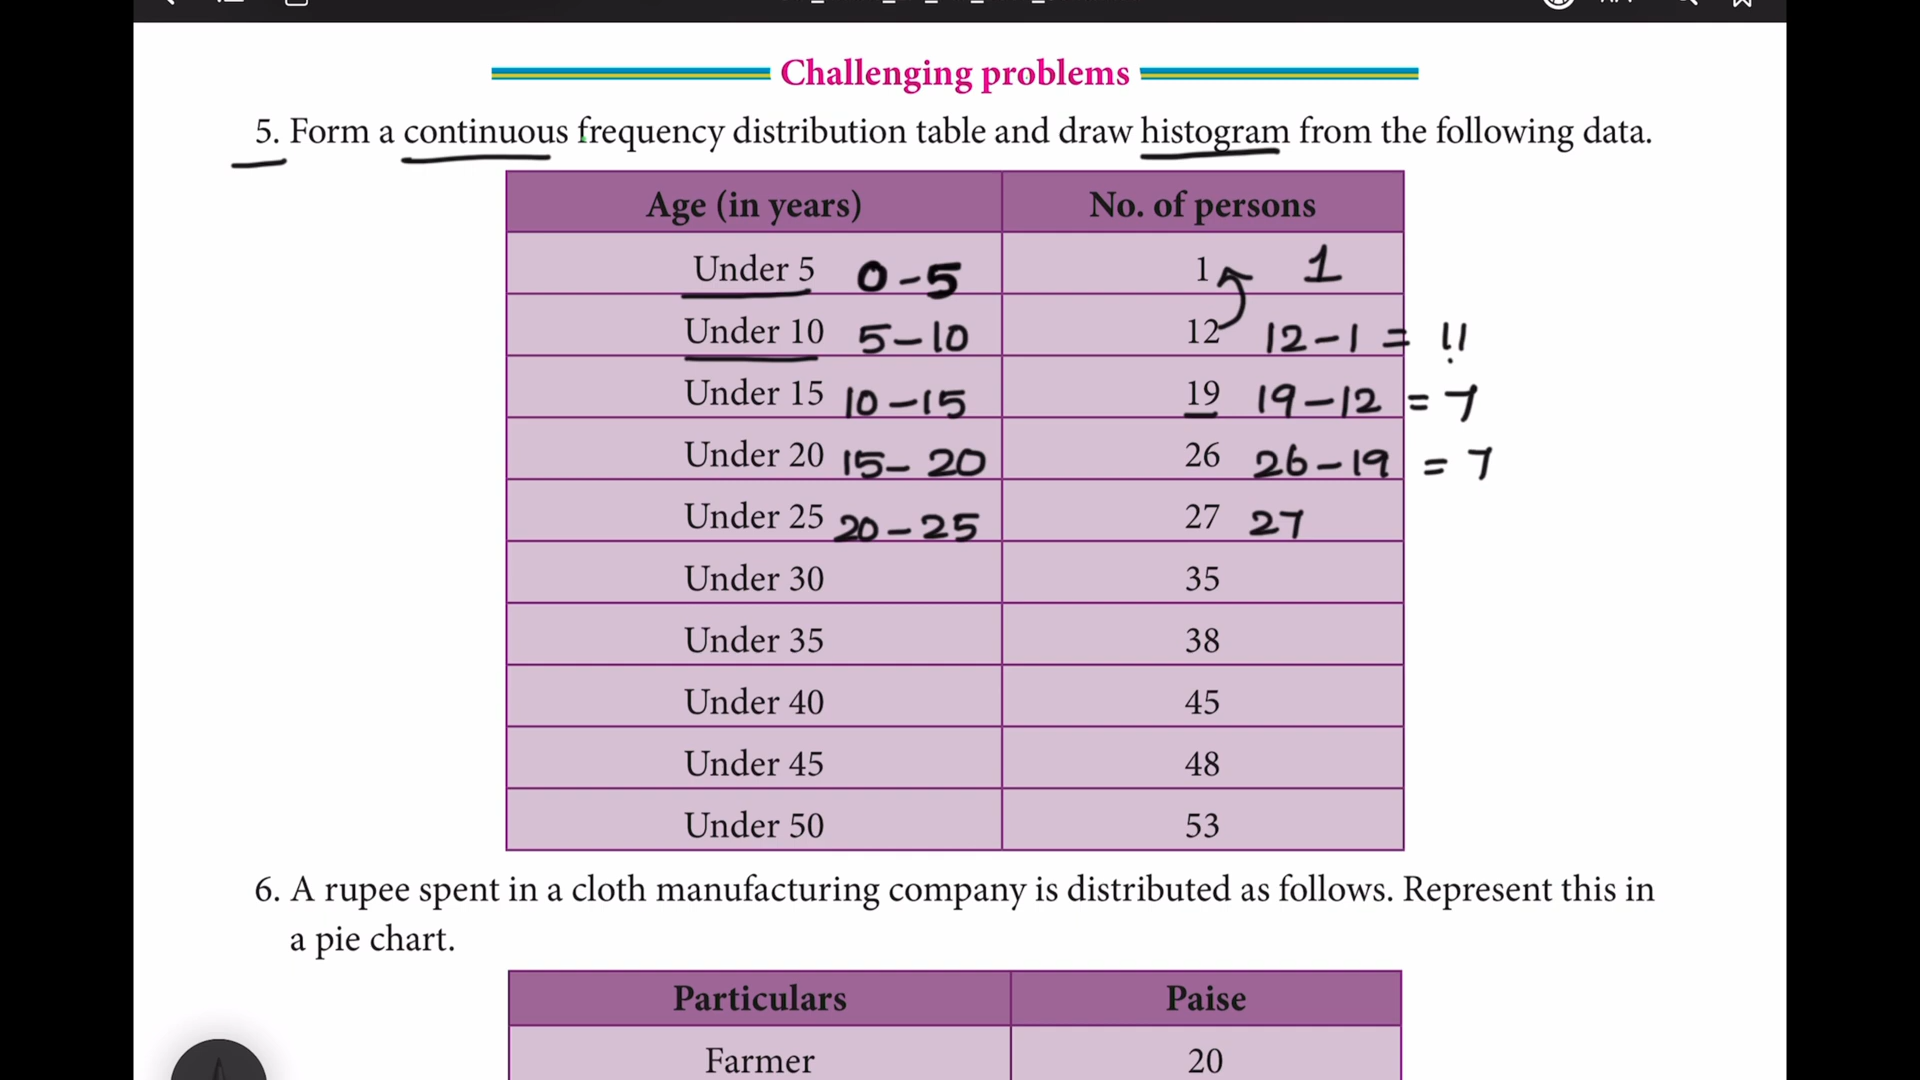 Challenging problems
5. Form a continuous frequency distribution table and draw histogram from the following data.
Age (in years) No. of persons
Under 5 0-5 1 1
Under 10 5-10 12 12-1 = 11
Under 15 10-15 19 19-12 = 7
Under 20 15-20 26 26-19 = 7
Under 25 20-25 27 27
Under 30 35
Under 35 38
Under 40 45
Under 45 48
Under 50 53
6. A rupee spent in a cloth manufacturing company is distributed as follows. Represent this in
a pie chart.
Particulars Paise
Farmer 20